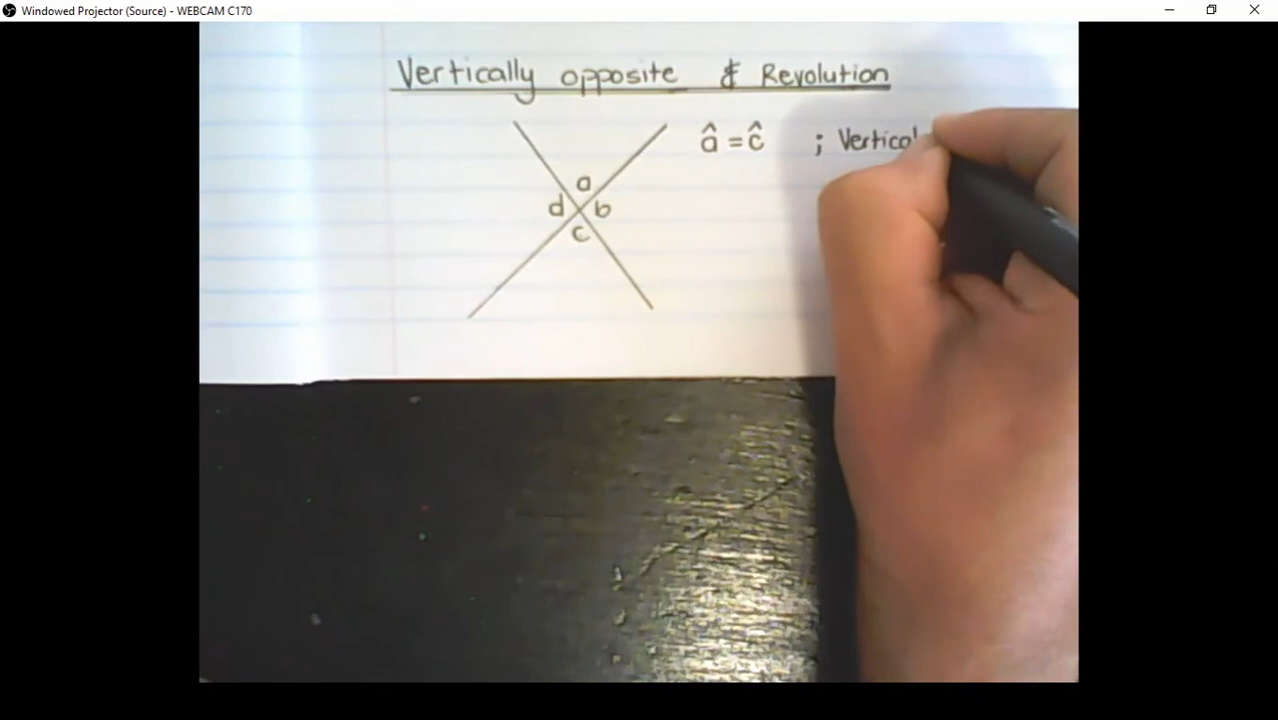 Windowed Projector (Source) - WEBCAM C170
Vertically opposite & Revolution
â = ĉ ; Vertical
a
d b
c